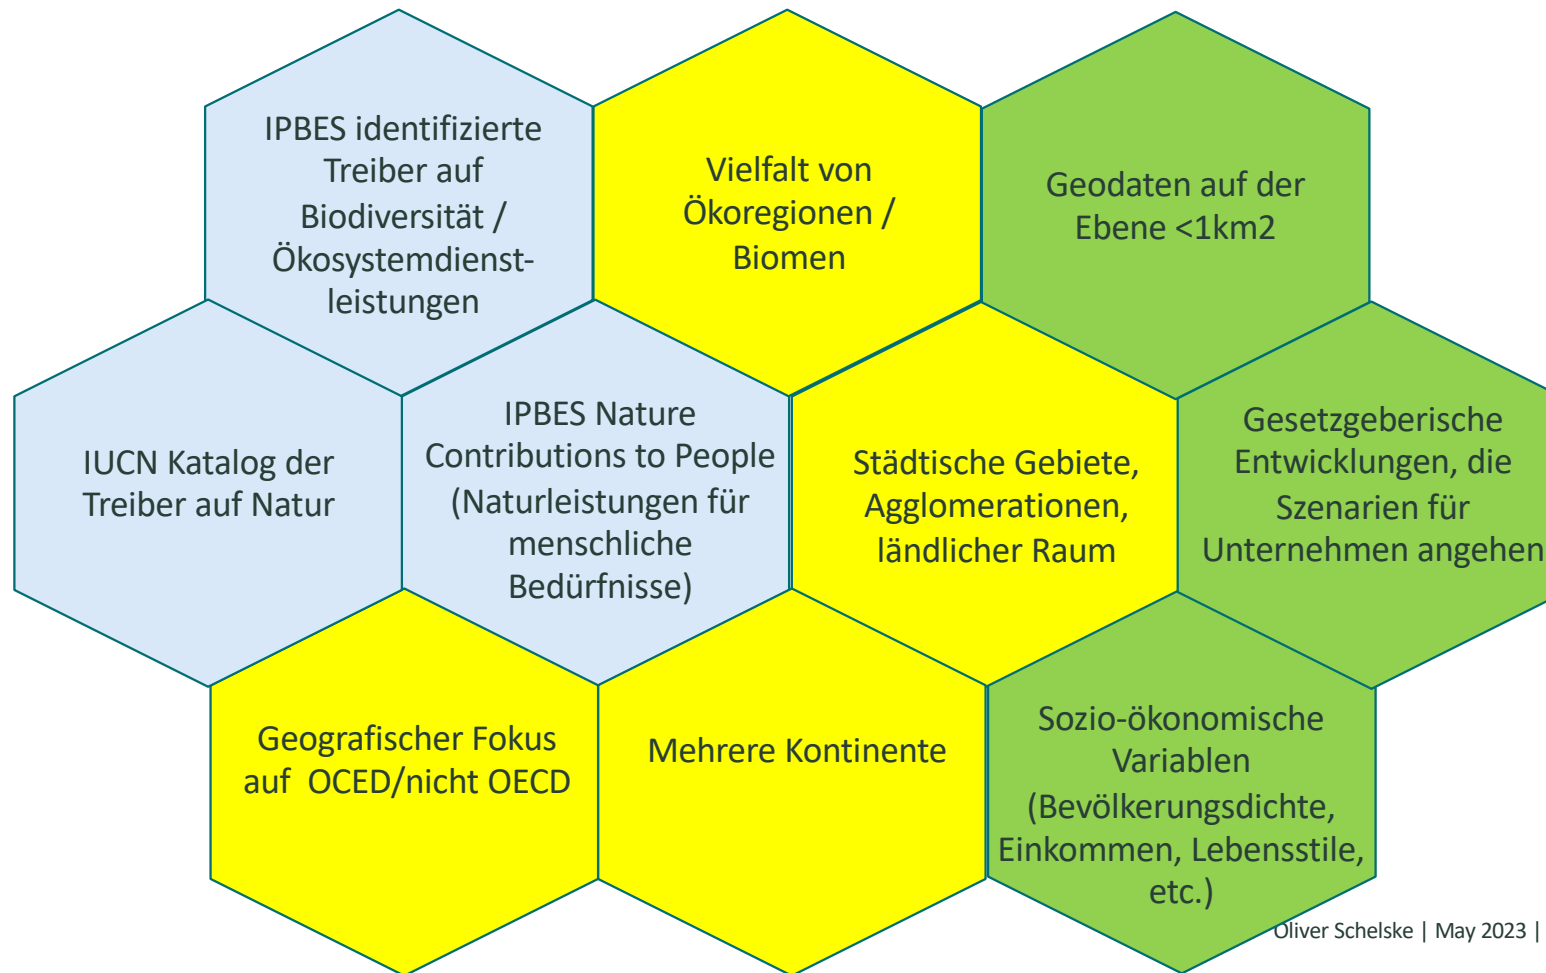 IPBES identifizierte
Treiber auf
Biodiversität /
Ökosystemdienst-
leistungen
Vielfalt von
Ökoregionen /
Biomen
Geodaten auf der
Ebene <1km2
IUCN Katalog der
Treiber auf Natur
IPBES Nature
Contributions to People
(Naturleistungen für
menschliche
Bedürfnisse)
Städtische Gebiete,
Agglomerationen,
ländlicher Raum
Gesetzgeberische
Entwicklungen, die
Szenarien für
Unternehmen angehen
Geografischer Fokus
auf OCED/nicht OECD
Mehrere Kontinente
Sozio-ökonomische
Variablen
(Bevölkerungsdichte,
Einkommen, Lebensstile,
etc.)
Oliver Schelske | May 2023 |